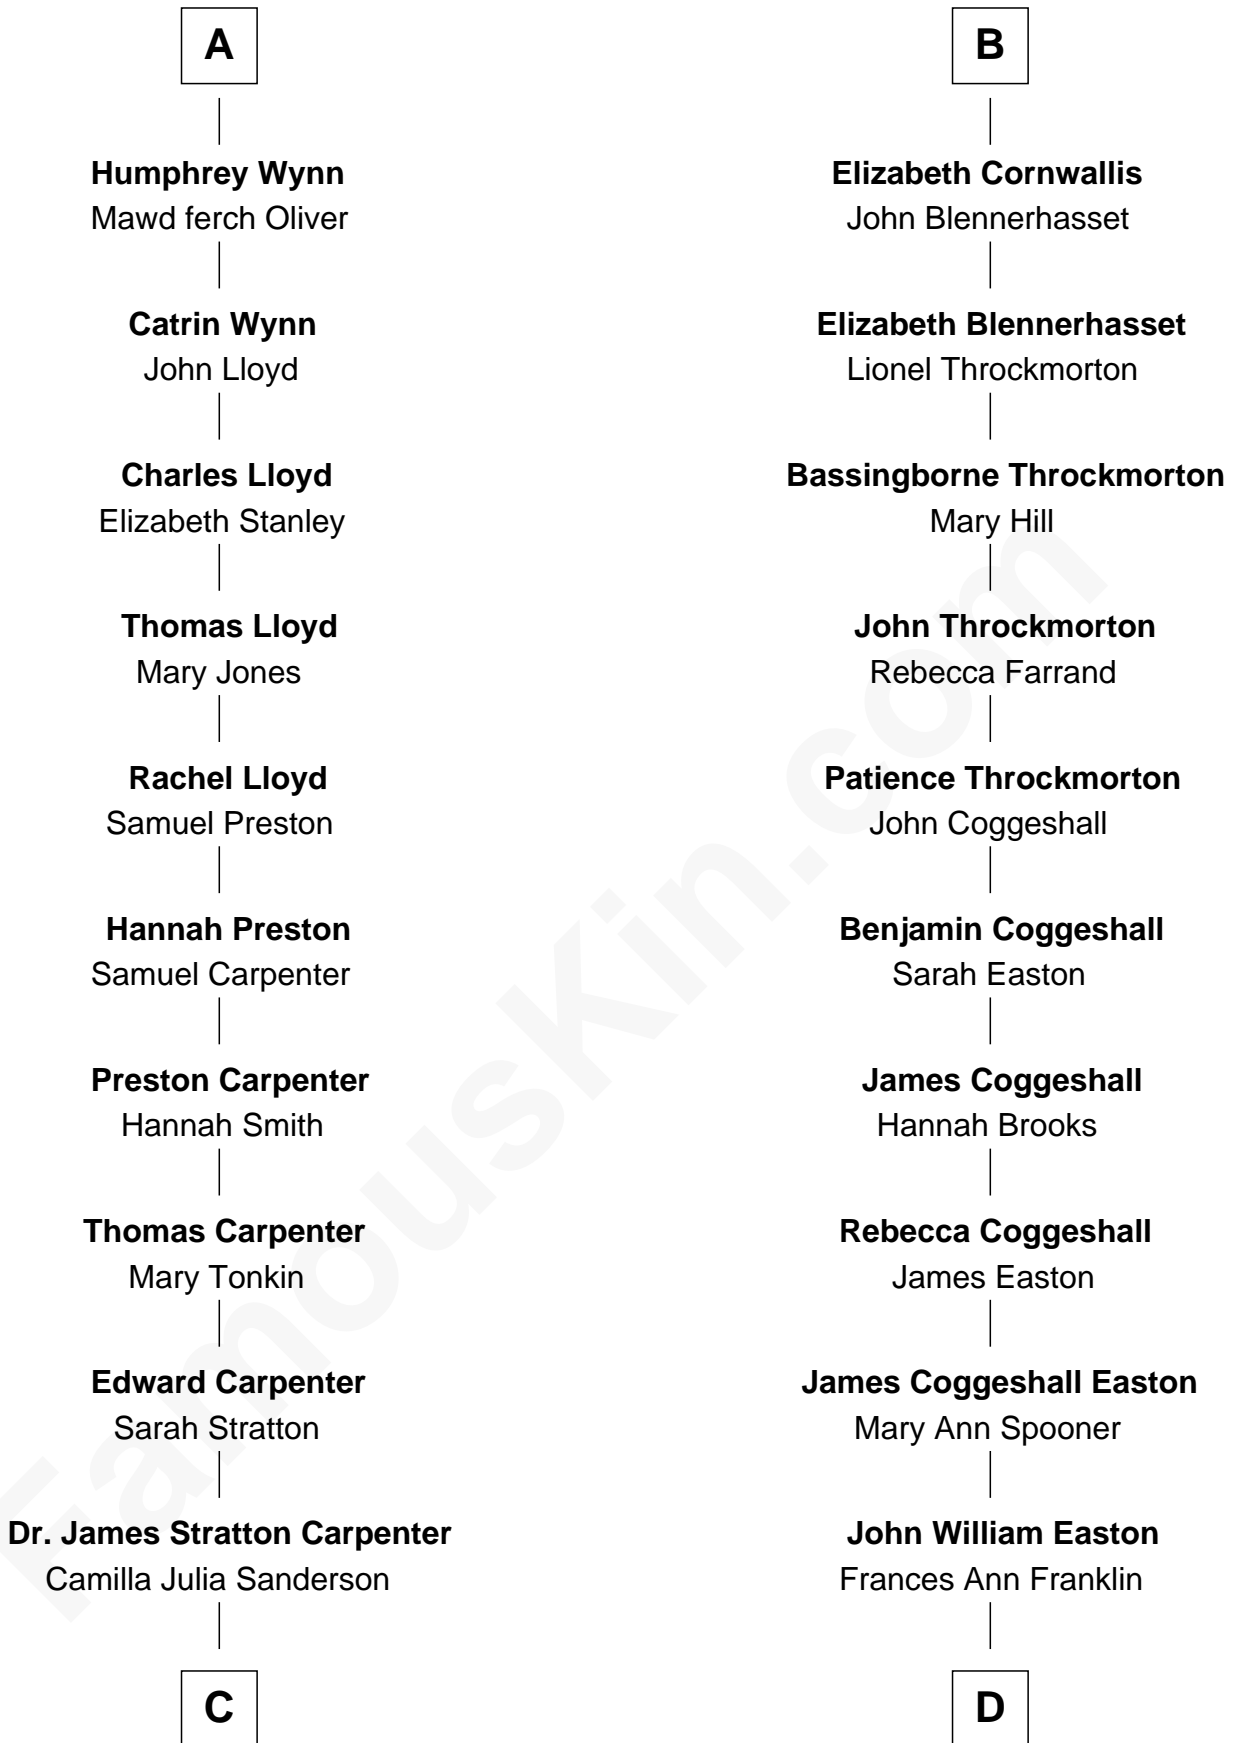 A
Humphrey Wynn
Mawd ferch Oliver
Catrin Wynn
John Lloyd
Charles Lloyd
Elizabeth Stanley
Thomas Lloyd
Mary Jones
Rachel Lloyd
Samuel Preston
Hannah Preston
Samuel Carpenter
Preston Carpenter
Hannah Smith
Thomas Carpenter
Mary Tonkin
Edward Carpenter
Sarah Stratton
Dr. James Stratton Carpenter
Camilla Julia Sanderson
C
B
Elizabeth Cornwallis
John Blennerhasset
Elizabeth Blennerhasset
Lionel Throckmorton
Bassingborne Throckmorton
Mary Hill
John Throckmorton
Rebecca Farrand
Patience Throckmorton
John Coggeshall
Benjamin Coggeshall
Sarah Easton
James Coggeshall
Hannah Brooks
Rebecca Coggeshall
James Easton
James Coggeshall Easton
Mary Ann Spooner
John William Easton
Frances Ann Franklin
D
FamousKin.com